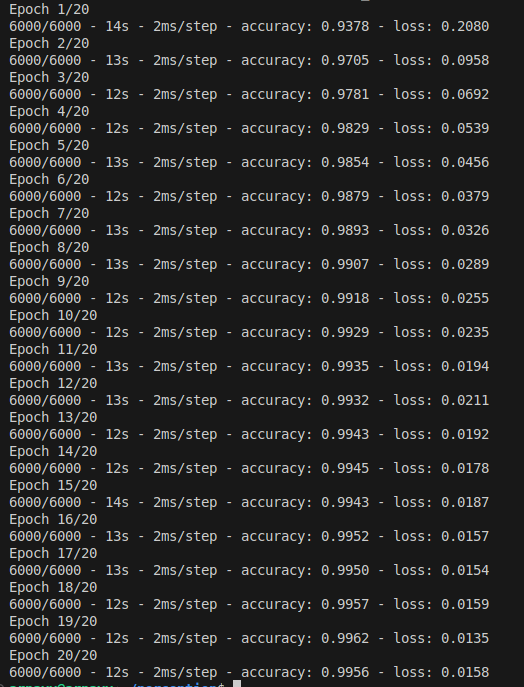 Epoch 1/20
6000/6000 - 14s - 2ms/step - accuracy: 0.9378 - loss: 0.2080
Epoch 2/20
6000/6000 - 13s - 2ms/step - accuracy: 0.9705 - loss: 0.0958
Epoch 3/20
6000/6000 - 12s - 2ms/step - accuracy: 0.9781 - loss: 0.0692
Epoch 4/20
6000/6000 - 12s - 2ms/step - accuracy: 0.9829 - loss: 0.0539
Epoch 5/20
6000/6000 - 13s - 2ms/step - accuracy: 0.9854 - loss: 0.0456
Epoch 6/20
6000/6000 - 12s - 2ms/step - accuracy: 0.9879 - loss: 0.0379
Epoch 7/20
6000/6000 - 13s - 2ms/step - accuracy: 0.9893 - loss: 0.0326
Epoch 8/20
6000/6000 - 13s - 2ms/step - accuracy: 0.9907 - loss: 0.0289
Epoch 9/20
6000/6000 - 12s - 2ms/step - accuracy: 0.9918 - loss: 0.0255
Epoch 10/20
6000/6000 - 12s - 2ms/step - accuracy: 0.9929 - loss: 0.0235
Epoch 11/20
6000/6000 - 13s - 2ms/step - accuracy: 0.9935 - loss: 0.0194
Epoch 12/20
6000/6000 - 13s - 2ms/step - accuracy: 0.9932 - loss: 0.0211
Epoch 13/20
6000/6000 - 12s - 2ms/step - accuracy: 0.9943 - loss: 0.0192
Epoch 14/20
6000/6000 - 12s - 2ms/step - accuracy: 0.9945 - loss: 0.0178
Epoch 15/20
6000/6000 - 14s - 2ms/step - accuracy: 0.9943 - loss: 0.0187
Epoch 16/20
6000/6000 - 13s - 2ms/step - accuracy: 0.9952 - loss: 0.0157
Epoch 17/20
6000/6000 - 13s - 2ms/step - accuracy: 0.9950 - loss: 0.0154
Epoch 18/20
6000/6000 - 12s - 2ms/step - accuracy: 0.9957 - loss: 0.0159
Epoch 19/20
6000/6000 - 12s - 2ms/step - accuracy: 0.9962 - loss: 0.0135
Epoch 20/20
6000/6000 - 12s - 2ms/step - accuracy: 0.9956 - loss: 0.0158